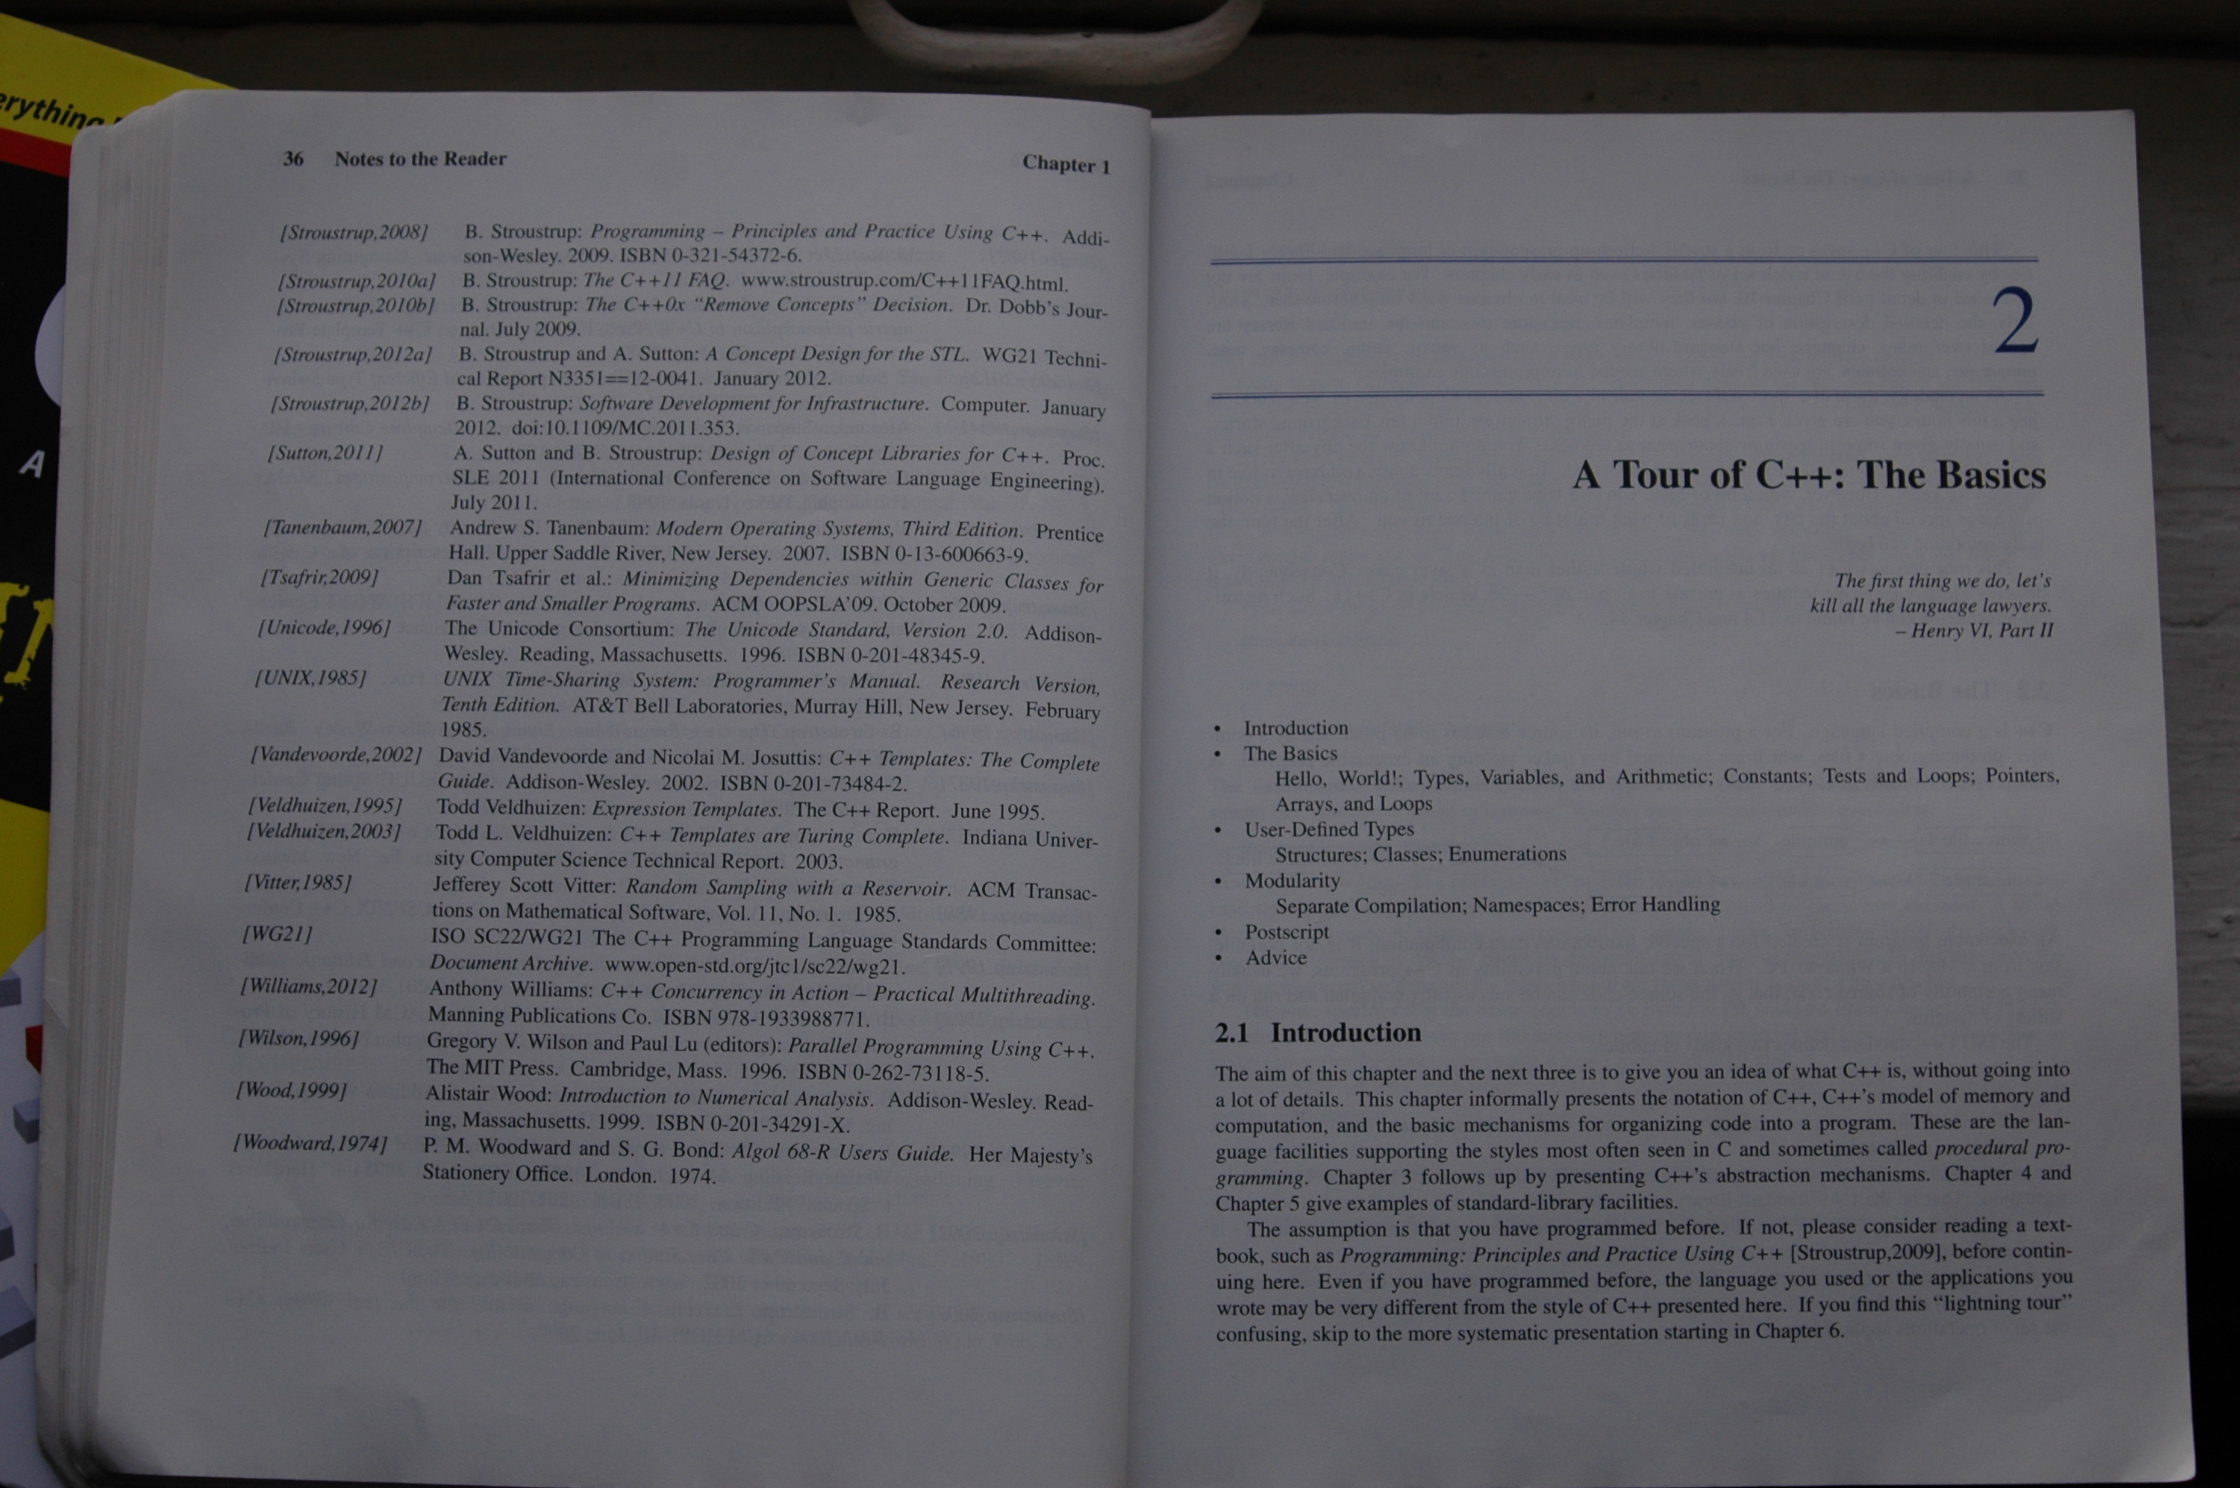 erything
A
36 Notes to the Reader Chapter 1
[Stroustrup,2008] B. Stroustrup: Programming – Principles and Practice Using C++. Addi-
son-Wesley. 2009. ISBN 0-321-54372-6.
[Stroustrup,2010a] B. Stroustrup: The C++11 FAQ. www.stroustrup.com/C++11FAQ.html.
[Stroustrup,2010b] B. Stroustrup: The C++0x “Remove Concepts” Decision. Dr. Dobb’s Jour-
nal. July 2009.
[Stroustrup,2012a] B. Stroustrup and A. Sutton: A Concept Design for the STL. WG21 Techni-
cal Report N3351==12-0041. January 2012.
[Stroustrup,2012b] B. Stroustrup: Software Development for Infrastructure. Computer. January
2012. doi:10.1109/MC.2011.353.
[Sutton,2011] A. Sutton and B. Stroustrup: Design of Concept Libraries for C++. Proc.
SLE 2011 (International Conference on Software Language Engineering).
July 2011.
[Tanenbaum,2007] Andrew S. Tanenbaum: Modern Operating Systems, Third Edition. Prentice
Hall. Upper Saddle River, New Jersey. 2007. ISBN 0-13-600663-9.
[Tsafrir,2009] Dan Tsafrir et al.: Minimizing Dependencies within Generic Classes for
Faster and Smaller Programs. ACM OOPSLA’09. October 2009.
[Unicode,1996] The Unicode Consortium: The Unicode Standard, Version 2.0. Addison-
Wesley. Reading, Massachusetts. 1996. ISBN 0-201-48345-9.
[UNIX,1985] UNIX Time-Sharing System: Programmer’s Manual. Research Version,
Tenth Edition. AT&T Bell Laboratories, Murray Hill, New Jersey. February
1985.
[Vandevoorde,2002] David Vandevoorde and Nicolai M. Josuttis: C++ Templates: The Complete
Guide. Addison-Wesley. 2002. ISBN 0-201-73484-2.
[Veldhuizen,1995] Todd Veldhuizen: Expression Templates. The C++ Report. June 1995.
[Veldhuizen,2003] Todd L. Veldhuizen: C++ Templates are Turing Complete. Indiana Univer-
sity Computer Science Technical Report. 2003.
[Vitter,1985] Jefferey Scott Vitter: Random Sampling with a Reservoir. ACM Transac-
tions on Mathematical Software, Vol. 11, No. 1. 1985.
[WG21] ISO SC22/WG21 The C++ Programming Language Standards Committee:
Document Archive. www.open-std.org/jtc1/sc22/wg21.
[Williams,2012] Anthony Williams: C++ Concurrency in Action – Practical Multithreading.
Manning Publications Co. ISBN 978-1933988771.
[Wilson,1996] Gregory V. Wilson and Paul Lu (editors): Parallel Programming Using C++.
The MIT Press. Cambridge, Mass. 1996. ISBN 0-262-73118-5.
[Wood,1999] Alistair Wood: Introduction to Numerical Analysis. Addison-Wesley. Read-
ing, Massachusetts. 1999. ISBN 0-201-34291-X.
[Woodward,1974] P. M. Woodward and S. G. Bond: Algol 68-R Users Guide. Her Majesty’s
Stationery Office. London. 1974.
2
A Tour of C++: The Basics
The first thing we do, let’s
kill all the language lawyers.
– Henry VI, Part II
• Introduction
• The Basics
Hello, World!; Types, Variables, and Arithmetic; Constants; Tests and Loops; Pointers,
Arrays, and Loops
• User-Defined Types
Structures; Classes; Enumerations
• Modularity
Separate Compilation; Namespaces; Error Handling
• Postscript
• Advice
2.1 Introduction
The aim of this chapter and the next three is to give you an idea of what C++ is, without going into
a lot of details. This chapter informally presents the notation of C++, C++’s model of memory and
computation, and the basic mechanisms for organizing code into a program. These are the lan-
guage facilities supporting the styles most often seen in C and sometimes called procedural pro-
gramming. Chapter 3 follows up by presenting C++’s abstraction mechanisms. Chapter 4 and
Chapter 5 give examples of standard-library facilities.
The assumption is that you have programmed before. If not, please consider reading a text-
book, such as Programming: Principles and Practice Using C++ [Stroustrup,2009], before contin-
uing here. Even if you have programmed before, the language you used or the applications you
wrote may be very different from the style of C++ presented here. If you find this “lightning tour”
confusing, skip to the more systematic presentation starting in Chapter 6.